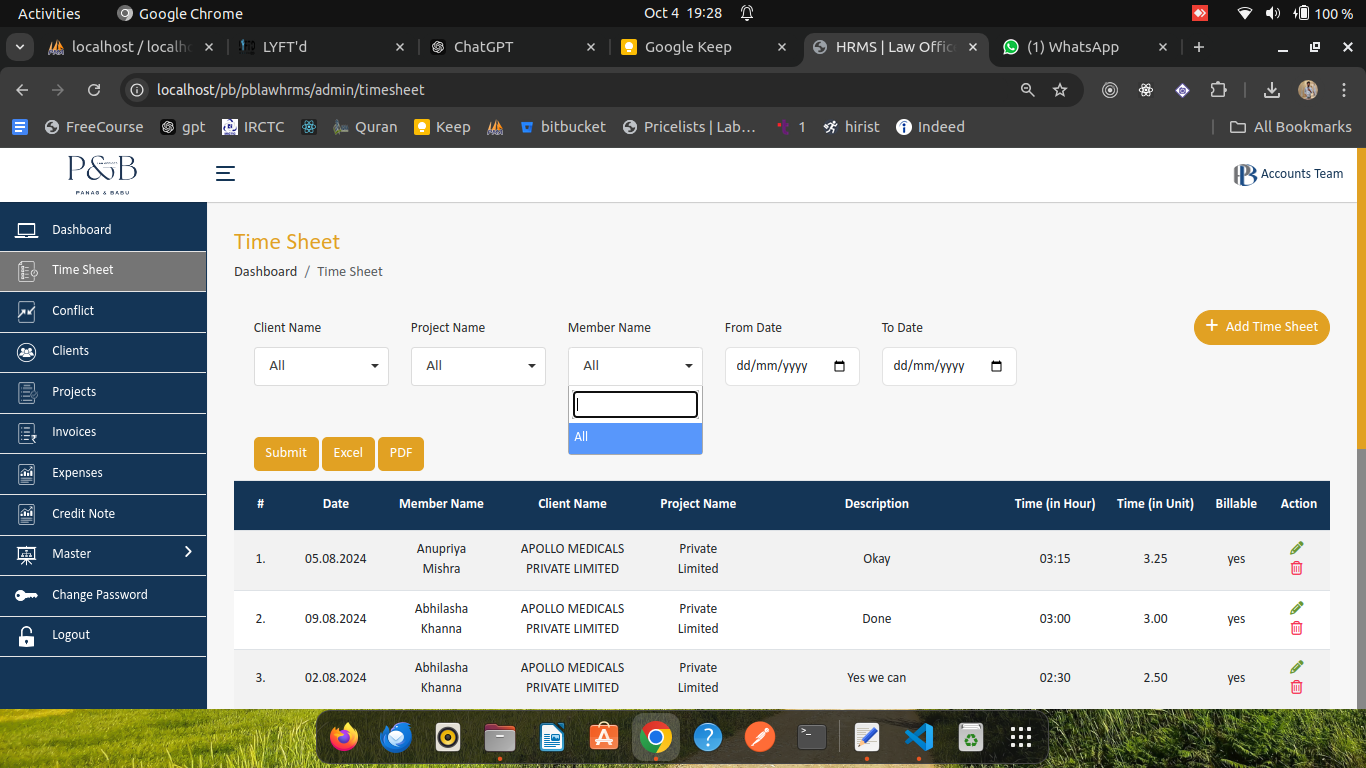 Activities
Google Chrome
Oct 4 19:28
100 %
localhost / localh
LYFT'd
ChatGPT
Google Keep
HRMS | Law Offic
(1) WhatsApp
localhost/pb/pblawhrms/admin/timesheet
FreeCourse
gpt
IRCTC
Quran
Keep
bitbucket
Pricelists | Lab…
1
hirist
Indeed
All Bookmarks
P&B
PANAG & BABU
Accounts Team
Dashboard
Time Sheet
Conflict
Clients
Projects
Invoices
Expenses
Credit Note
Master
Change Password
Logout
Time Sheet
Dashboard / Time Sheet
Client Name
Project Name
Member Name
From Date
To Date
+ Add Time Sheet
All
All
All
dd/mm/yyyy
dd/mm/yyyy
All
Submit
Excel
PDF
# Date Member Name Client Name Project Name Description Time (in Hour) Time (in Unit) Billable Action
1. 05.08.2024 Anupriya Mishra APOLLO MEDICALS PRIVATE LIMITED Private Limited Okay 03:15 3.25 yes
2. 09.08.2024 Abhilasha Khanna APOLLO MEDICALS PRIVATE LIMITED Private Limited Done 03:00 3.00 yes
3. 02.08.2024 Abhilasha Khanna APOLLO MEDICALS PRIVATE LIMITED Private Limited Yes we can 02:30 2.50 yes